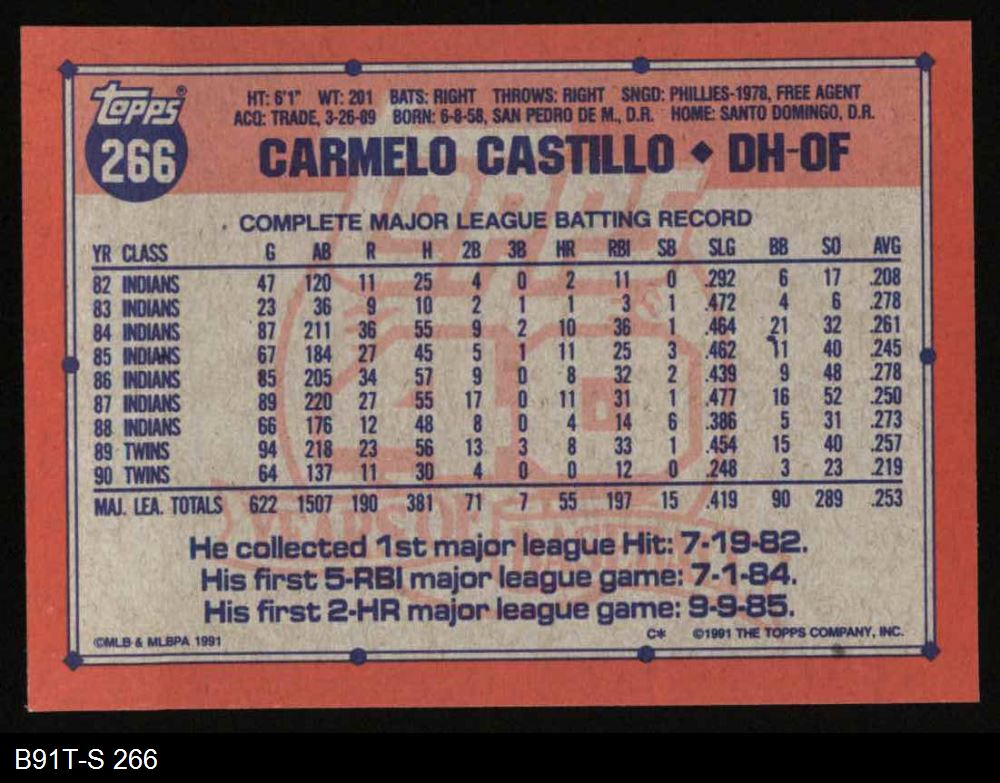 Topps®
266
HT: 6'1" WT: 201 BATS: RIGHT THROWS: RIGHT SNGD: PHILLIES-1978, FREE AGENT
ACQ: TRADE, 3-26-89 BORN: 6-8-58, SAN PEDRO DE M., D.R. HOME: SANTO DOMINGO, D.R.
CARMELO CASTILLO ◆ DH-OF
COMPLETE MAJOR LEAGUE BATTING RECORD
YR CLASS G AB R H 2B 3B HR RBI SB SLG BB SO AVG
82 INDIANS 47 120 11 25 4 0 2 11 0 .292 6 17 .208
83 INDIANS 23 36 9 10 2 1 1 3 1 .472 4 6 .278
84 INDIANS 87 211 36 55 9 2 10 36 1 .464 21 32 .261
85 INDIANS 67 184 27 45 5 1 11 25 3 .462 11 40 .245
86 INDIANS 85 205 34 57 9 0 8 32 2 .439 9 48 .278
87 INDIANS 89 220 27 55 17 0 11 31 1 .477 16 52 .250
88 INDIANS 66 176 12 48 8 0 4 14 6 .386 5 31 .273
89 TWINS 94 218 23 56 13 3 8 33 1 .454 15 40 .257
90 TWINS 64 137 11 30 4 0 0 12 0 .248 3 23 .219
MAJ. LEA. TOTALS 622 1507 190 381 71 7 55 197 15 .419 90 289 .253
TOPPS
40
YEARS OF BASEBALL
He collected 1st major league Hit: 7-19-82.
His first 5-RBI major league game: 7-1-84.
His first 2-HR major league game: 9-9-85.
©MLB & MLBPA 1991 C* ©1991 THE TOPPS COMPANY, INC.
B91T-S 266